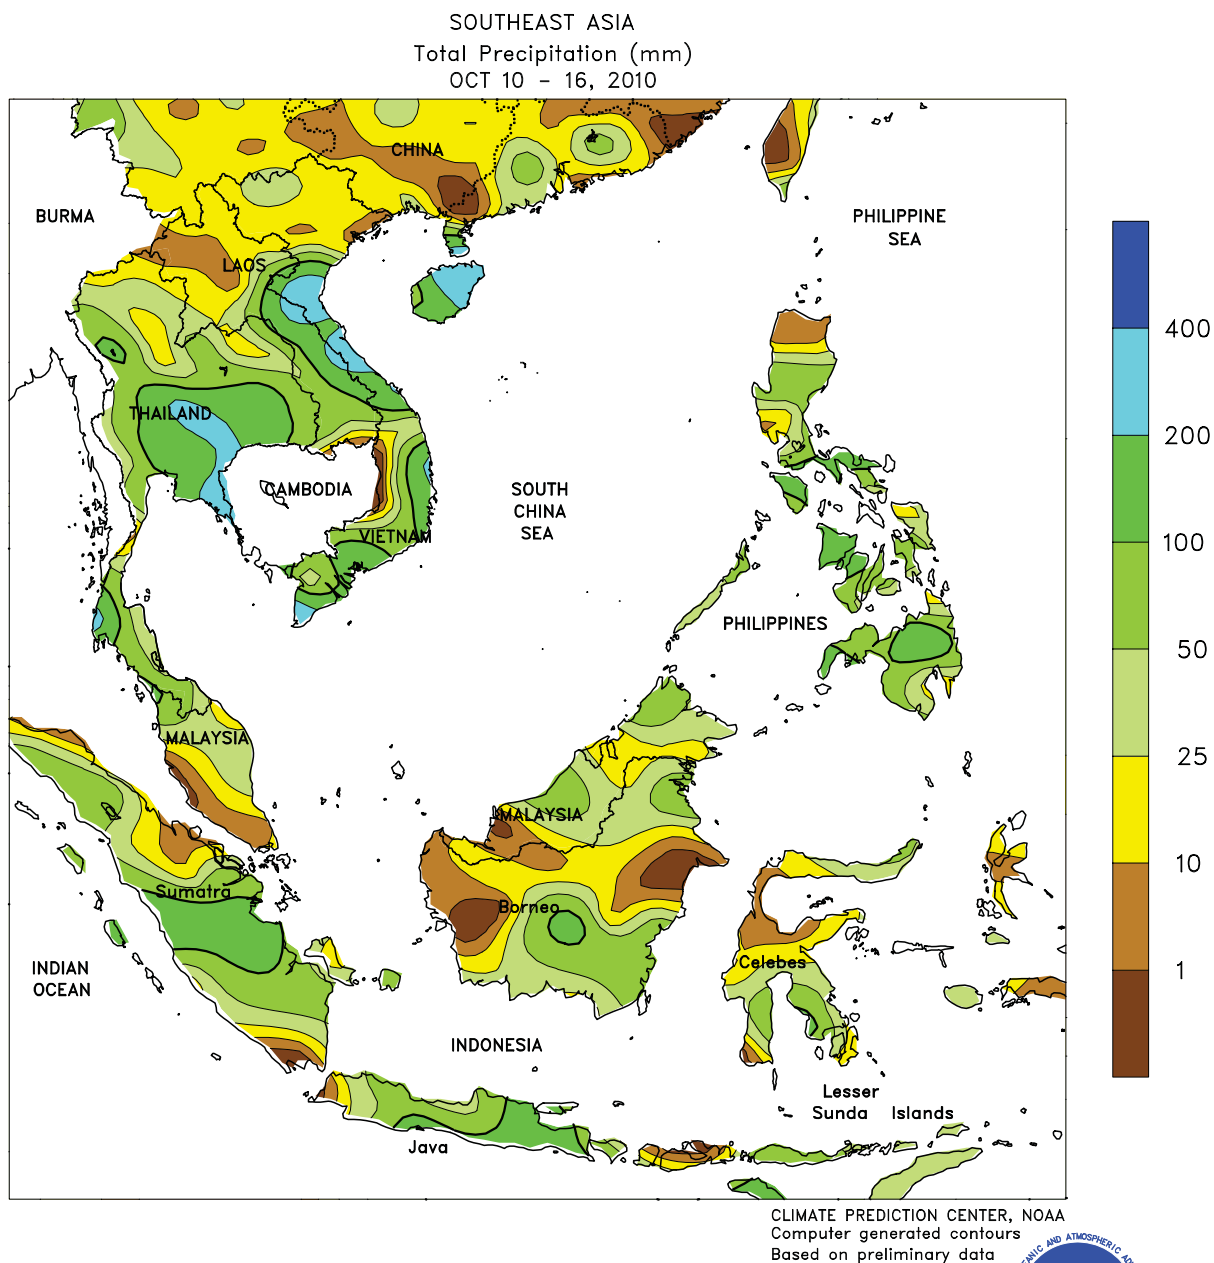 SOUTHEAST ASIA
Total Precipitation (mm)
OCT 10 - 16, 2010
CHINA
BURMA
PHILIPPINE
SEA
LAOS
400
THAILAND
200
CAMBODIA
SOUTH
CHINA
SEA
VIETNAM
100
PHILIPPINES
50
MALAYSIA
25
MALAYSIA
10
Sumatra
Borneo
INDIAN
OCEAN
Celebes
1
INDONESIA
Lesser
Sunda Islands
Java
CLIMATE PREDICTION CENTER, NOAA
Computer generated contours
Based on preliminary data
AND ATMOSPHERIC